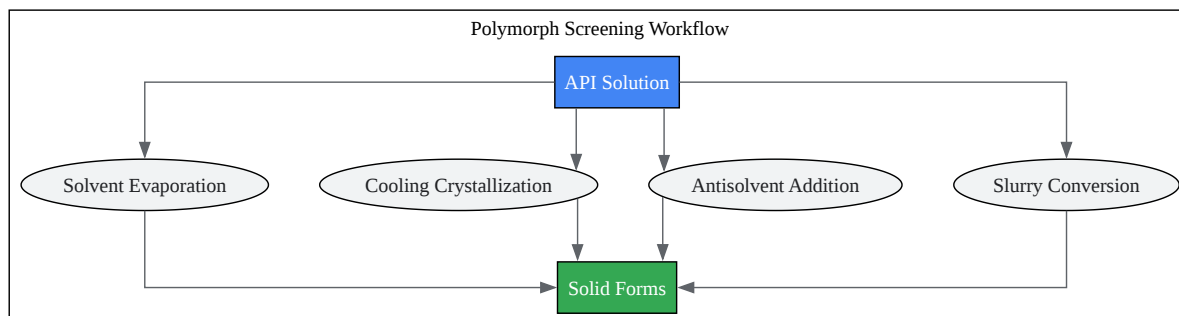 Polymorph Screening Workflow
API Solution
Solvent Evaporation
Cooling Crystallization
Antisolvent Addition
Slurry Conversion
Solid Forms